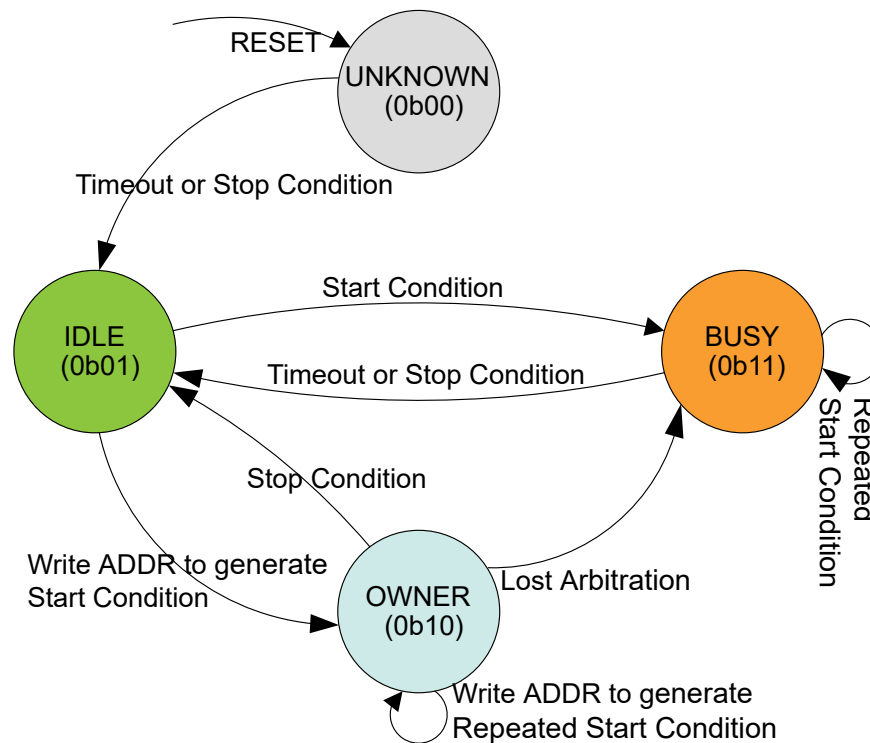 RESET
UNKNOWN
(0b00)
Timeout or Stop Condition
Start Condition
IDLE
(0b01)
BUSY
(0b11)
Timeout or Stop Condition
Repeated
Start Condition
Stop Condition
Write ADDR to generate
Start Condition
Lost Arbitration
OWNER
(0b10)
Write ADDR to generate
Repeated Start Condition